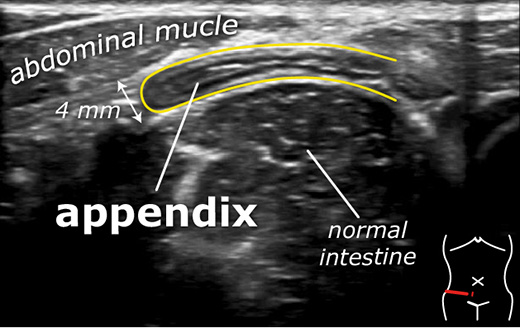 abdominal mucle
4 mm
appendix
normal
intestine